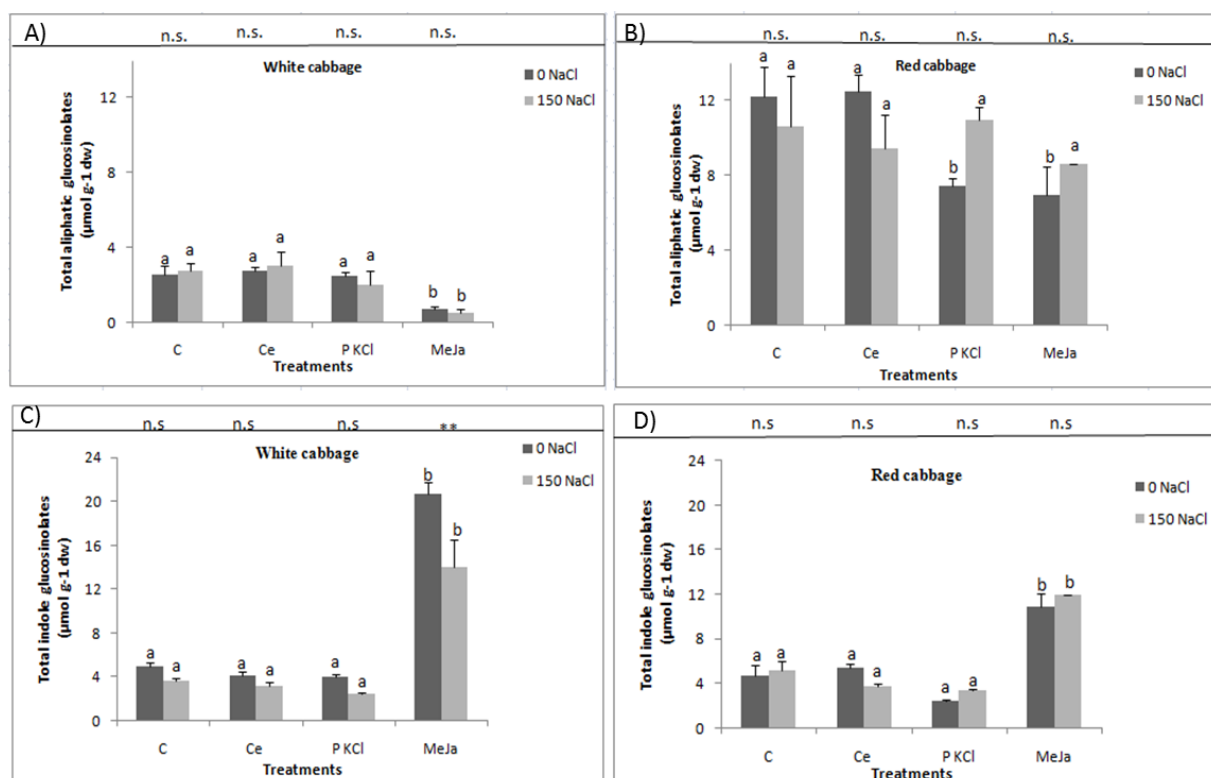 A)
n.s. n.s. n.s. n.s.
White cabbage
0 NaCl
150 NaCl
Total aliphatic glucosinolates
(µmol g-1 dw)
12
8
4
0
a a a a a a b b
C Ce P KCl MeJa
Treatments
B)
n.s. n.s. n.s. n.s.
Red cabbage
0 NaCl
150 NaCl
Total aliphatic glucosinolates
(µmol g-1 dw)
12
8
4
0
a a a a b a b a
C Ce P KCl MeJa
Treatments
C)
n.s n.s n.s **
White cabbage
0 NaCl
150 NaCl
Total indole glucosinolates
(µmol g-1 dw)
24
20
16
12
8
4
0
a a a a a a b b
C Ce P KCl MeJa
Treatments
D)
n.s n.s n.s n.s
Red cabbage
0 NaCl
150 NaCl
Total indole glucosinolates
(µmol g-1 dw)
24
20
16
12
8
4
0
a a a a a a b b
C Ce P KCl MeJa
Treatments